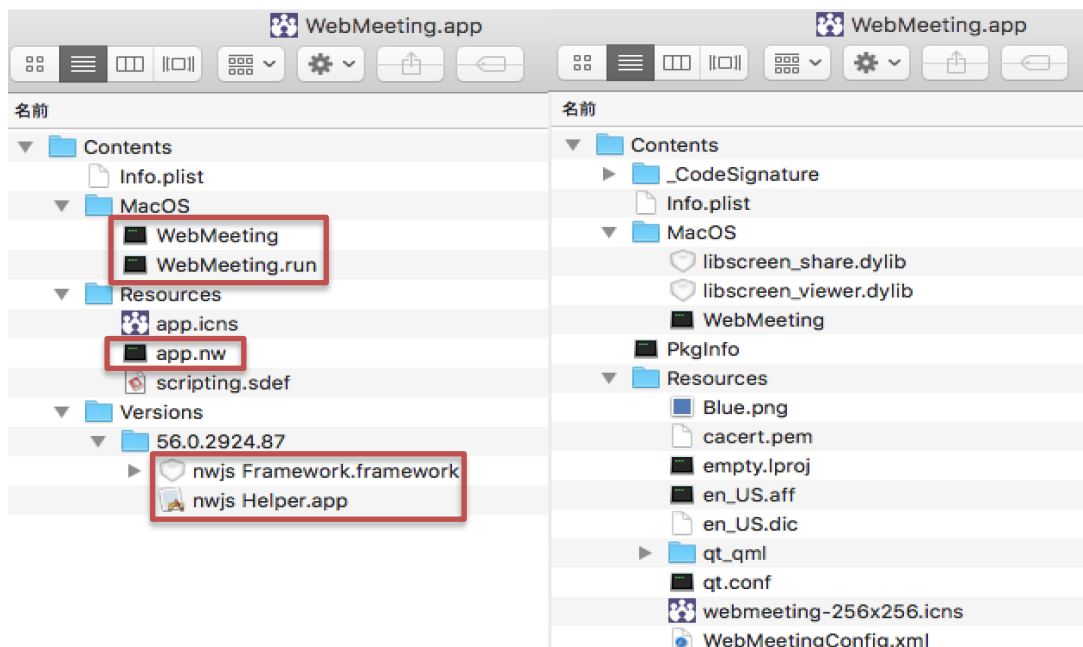 WebMeeting.app
名前
Contents
Info.plist
MacOS
WebMeeting
WebMeeting.run
Resources
app.icns
app.nw
scripting.sdef
Versions
56.0.2924.87
nwjs Framework.framework
nwjs Helper.app
WebMeeting.app
名前
Contents
_CodeSignature
Info.plist
MacOS
libscreen_share.dylib
libscreen_viewer.dylib
WebMeeting
PkgInfo
Resources
Blue.png
cacert.pem
empty.lproj
en_US.aff
en_US.dic
qt_qml
qt.conf
webmeeting-256x256.icns
WebMeetingConfig.xml